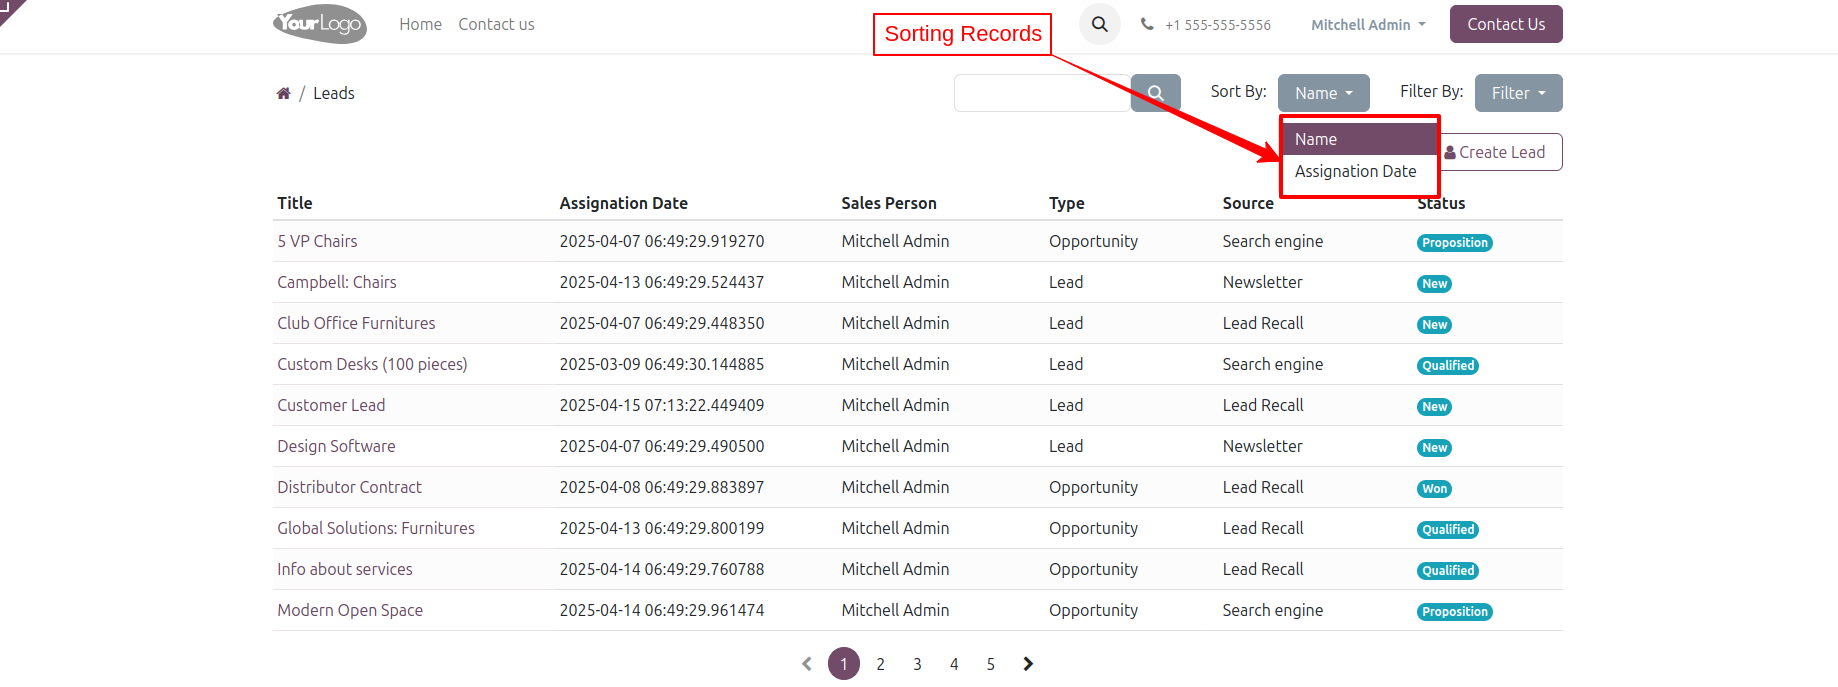 YourLogo Home Contact us Sorting Records +1 555-555-5556 Mitchell Admin Contact Us
/ Leads Sort By: Name Filter By: Filter
Name
Create Lead
Assignation Date
Title Assignation Date Sales Person Type Source Status
5 VP Chairs 2025-04-07 06:49:29.919270 Mitchell Admin Opportunity Search engine Proposition
Campbell: Chairs 2025-04-13 06:49:29.524437 Mitchell Admin Lead Newsletter New
Club Office Furnitures 2025-04-07 06:49:29.448350 Mitchell Admin Lead Lead Recall New
Custom Desks (100 pieces) 2025-03-09 06:49:30.144885 Mitchell Admin Lead Search engine Qualified
Customer Lead 2025-04-15 07:13:22.449409 Mitchell Admin Lead Lead Recall New
Design Software 2025-04-07 06:49:29.490500 Mitchell Admin Lead Newsletter New
Distributor Contract 2025-04-08 06:49:29.883897 Mitchell Admin Opportunity Lead Recall Won
Global Solutions: Furnitures 2025-04-13 06:49:29.800199 Mitchell Admin Opportunity Lead Recall Qualified
Info about services 2025-04-14 06:49:29.760788 Mitchell Admin Opportunity Lead Recall Qualified
Modern Open Space 2025-04-14 06:49:29.961474 Mitchell Admin Opportunity Search engine Proposition
1 2 3 4 5